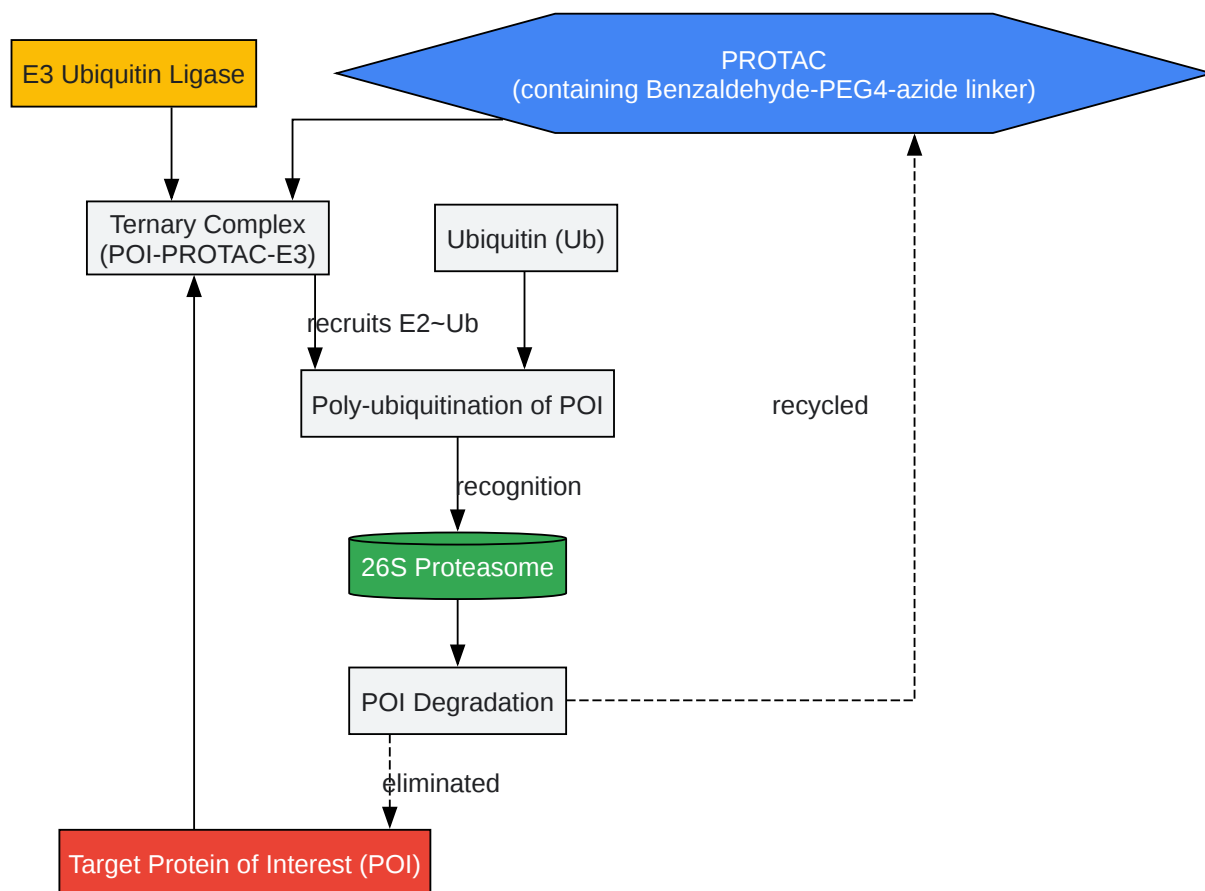 E3 Ubiquitin Ligase
PROTAC
(containing Benzaldehyde-PEG4-azide linker)
Ternary Complex
(POI-PROTAC-E3)
Ubiquitin (Ub)
recruits E2~Ub
Poly-ubiquitination of POI
recycled
recognition
26S Proteasome
POI Degradation
eliminated
Target Protein of Interest (POI)